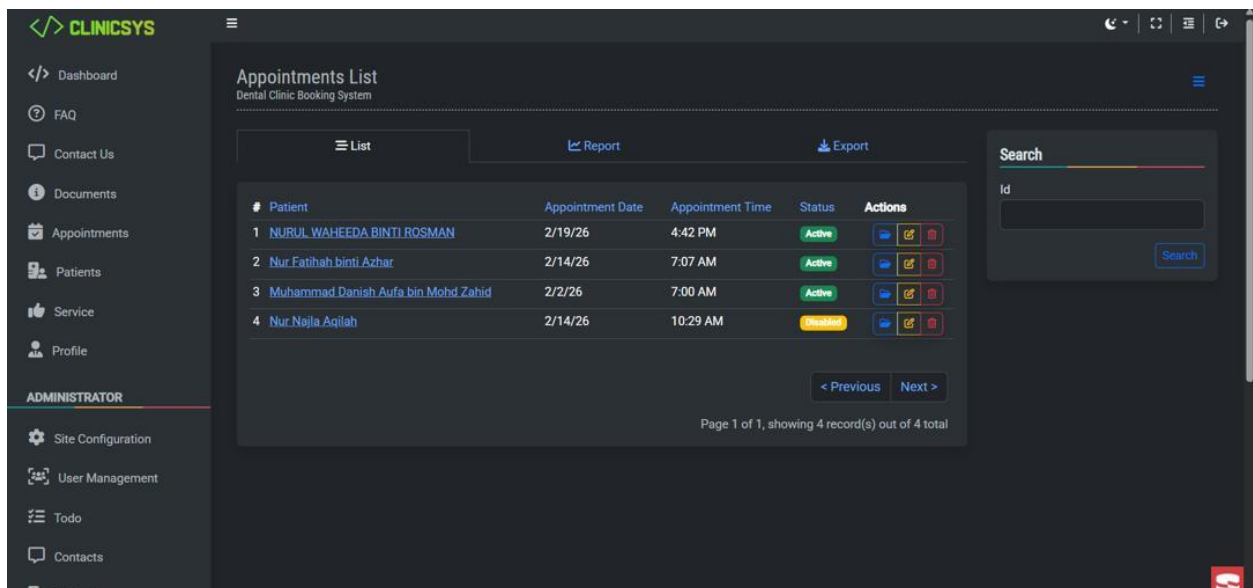 </> CLINICSYS
Dashboard
FAQ
Contact Us
Documents
Appointments
Patients
Service
Profile
ADMINISTRATOR
Site Configuration
User Management
Todo
Contacts
Appointments List
Dental Clinic Booking System
List Report Export
# Patient Appointment Date Appointment Time Status Actions
1 NURUL WAHEEDA BINTI ROSMAN 2/19/26 4:42 PM Active
2 Nur Fatihah binti Azhar 2/14/26 7:07 AM Active
3 Muhammad Danish Aufa bin Mohd Zahid 2/2/26 7:00 AM Active
4 Nur Najla Aqilah 2/14/26 10:29 AM Disabled
< Previous Next >
Page 1 of 1, showing 4 record(s) out of 4 total
Search
Id
Search